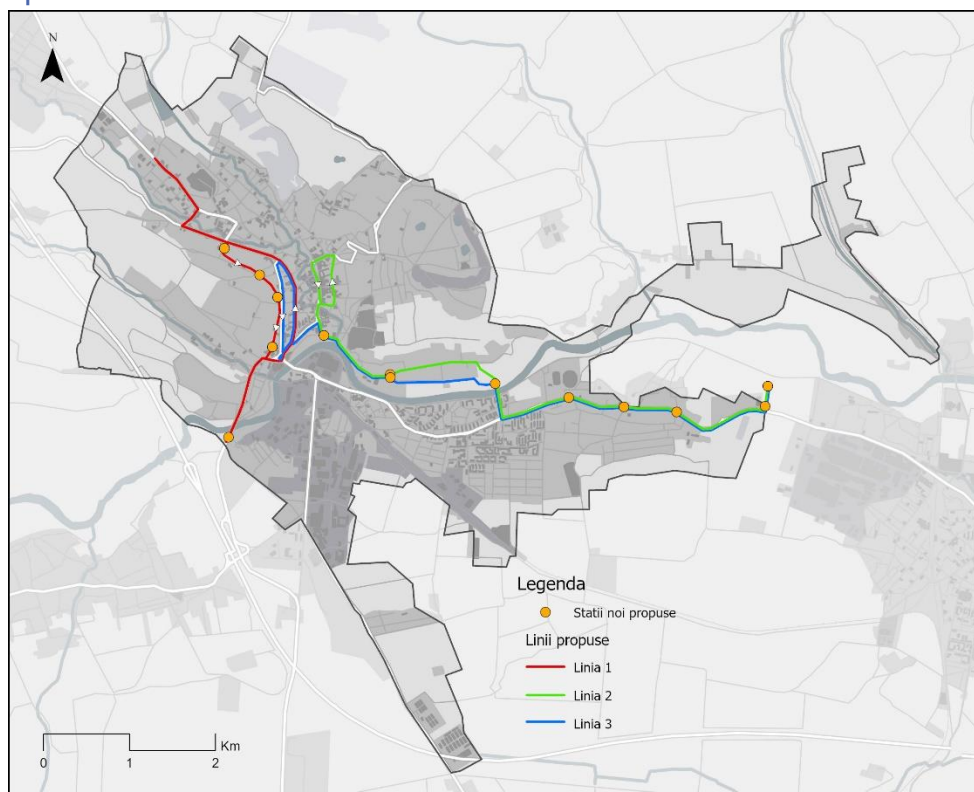 N
Legenda
Statii noi propuse
Linii propuse
Linia 1
Linia 2
Linia 3
Km
0 1 2